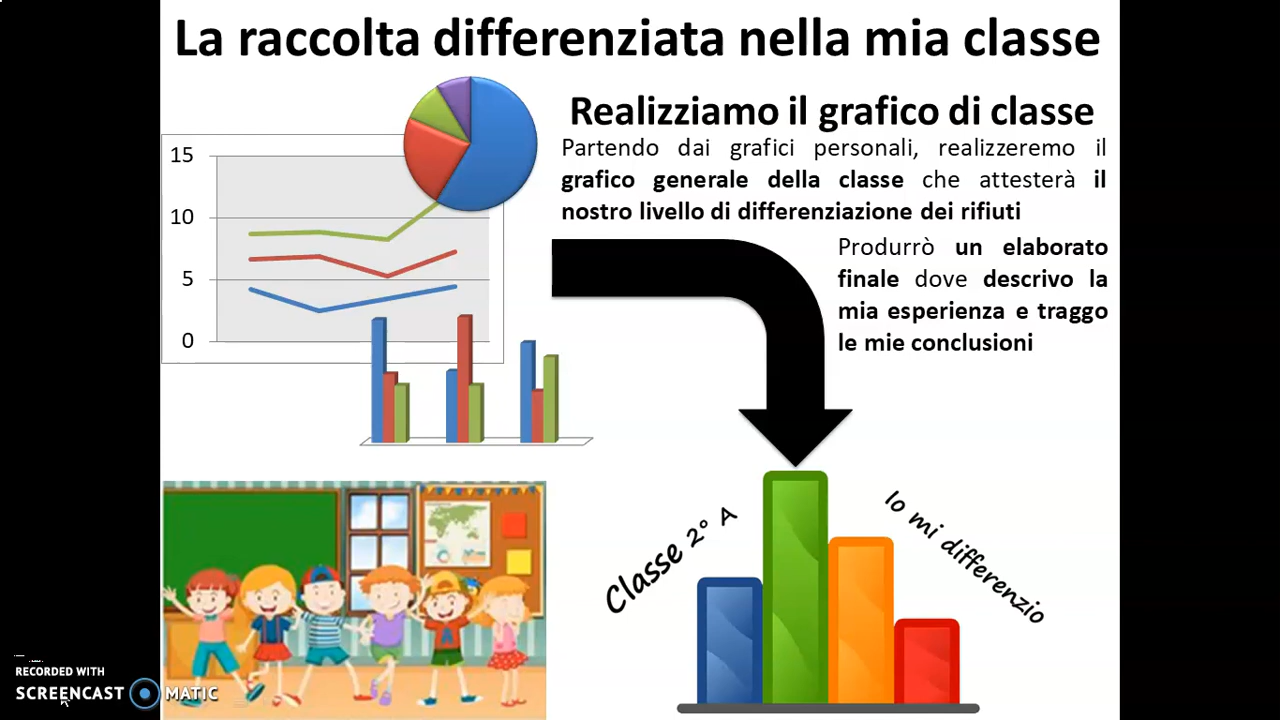 La raccolta differenziata nella mia classe
Realizziamo il grafico di classe
Partendo dai grafici personali, realizzeremo il
grafico generale della classe che attesterà il
nostro livello di differenziazione dei rifiuti
Produrrò un elaborato
finale dove descrivo la
mia esperienza e traggo
le mie conclusioni
15
10
5
0
Classe 2° A
Io mi differenzio
RECORDED WITH
SCREENCAST MATIC